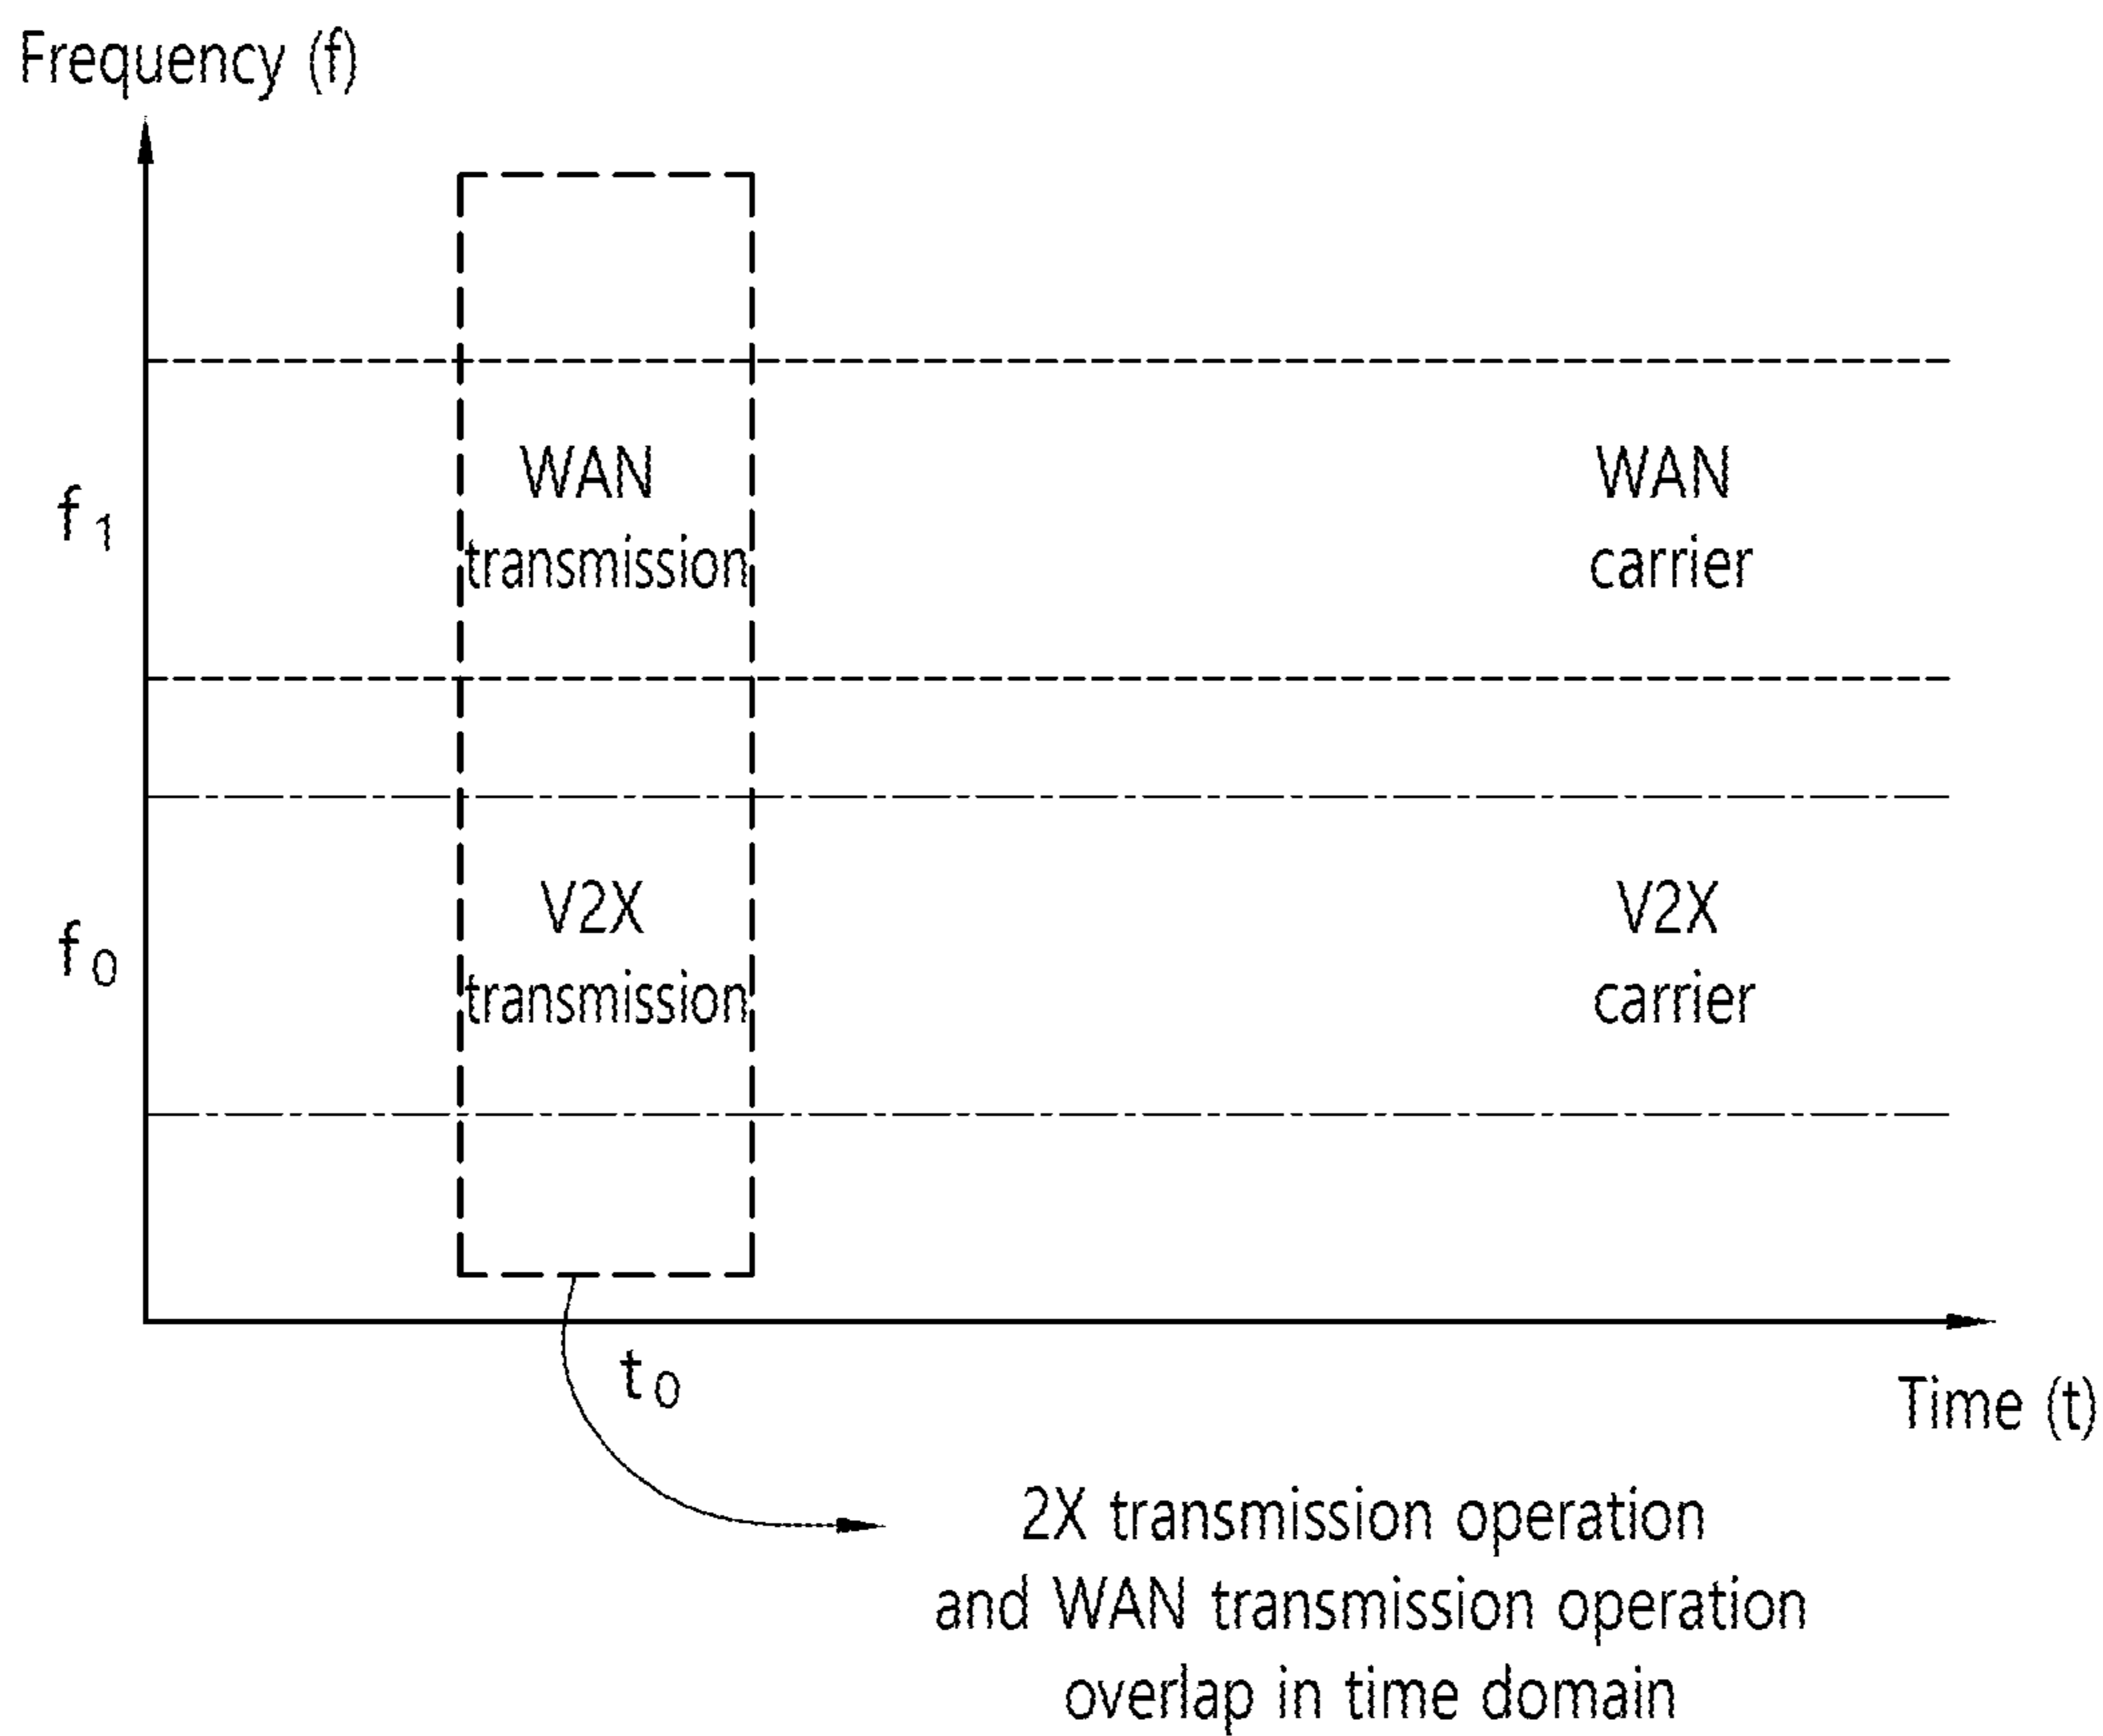 Frequency (f)
WAN
transmission
WAN
carrier
f1
V2X
transmission
V2X
carrier
f0
t0
Time (t)
2X transmission operation
and WAN transmission operation
overlap in time domain